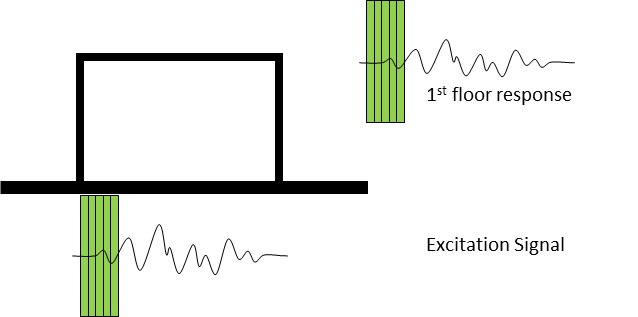 1st floor response
Excitation Signal